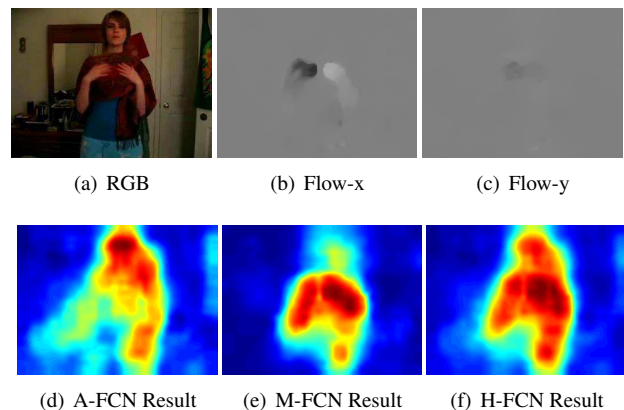 (a) RGB
(b) Flow-x
(c) Flow-y
(d) A-FCN Result
(e) M-FCN Result
(f) H-FCN Result